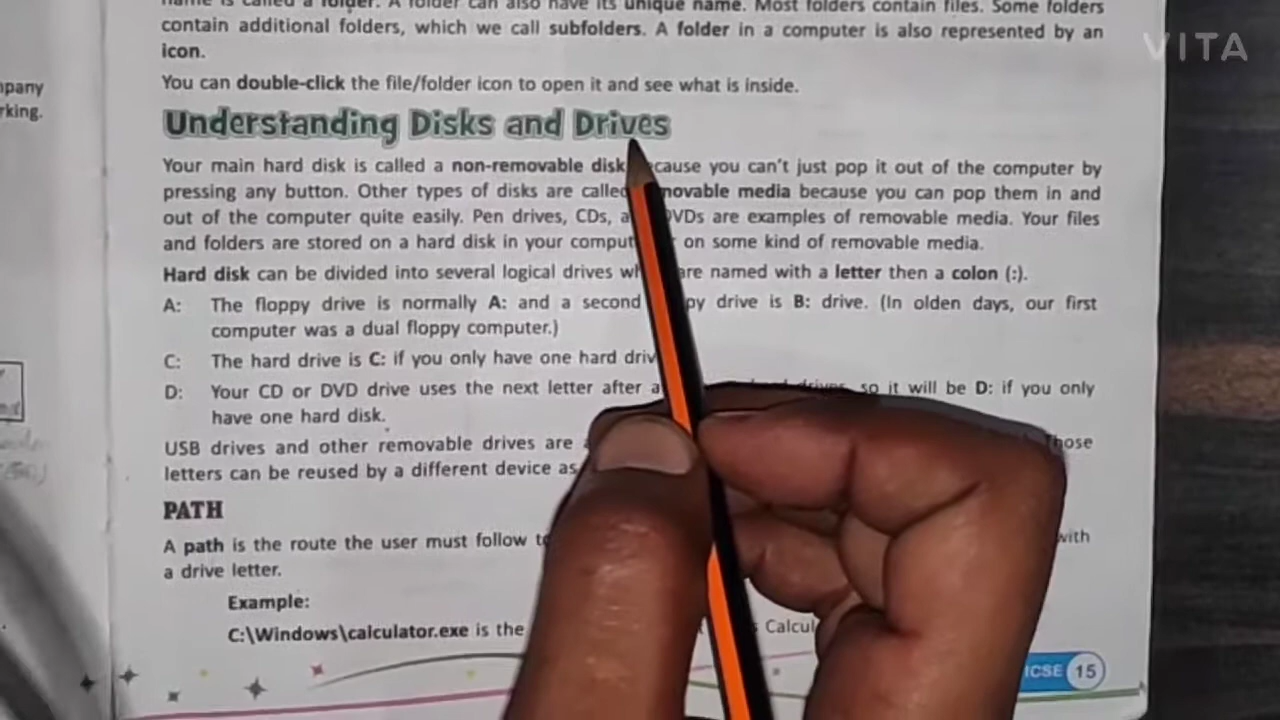 name is called a folder. A folder can also have its unique name. Most folders contain files. Some folders
contain additional folders, which we call subfolders. A folder in a computer is also represented by an
icon.
You can double-click the file/folder icon to open it and see what is inside.
Understanding Disks and Drives
Your main hard disk is called a non-removable disk cause you can't just pop it out of the computer by
pressing any button. Other types of disks are called movable media because you can pop them in and
out of the computer quite easily. Pen drives, CDs, a DVDs are examples of removable media. Your files
and folders are stored on a hard disk in your comput on some kind of removable media.
Hard disk can be divided into several logical drives wh are named with a letter then a colon (:).
A: The floppy drive is normally A: and a second py drive is B: drive. (In olden days, our first
computer was a dual floppy computer.)
C: The hard drive is C: if you only have one hard driv
D: Your CD or DVD drive uses the next letter after a so it will be D: if you only
have one hard disk.
USB drives and other removable drives are hose
letters can be reused by a different device as
PATH
A path is the route the user must follow to with
a drive letter.
Example:
C:\Windows\calculator.exe is the Calcul
ICSE 15
mpany
rking.
VITA